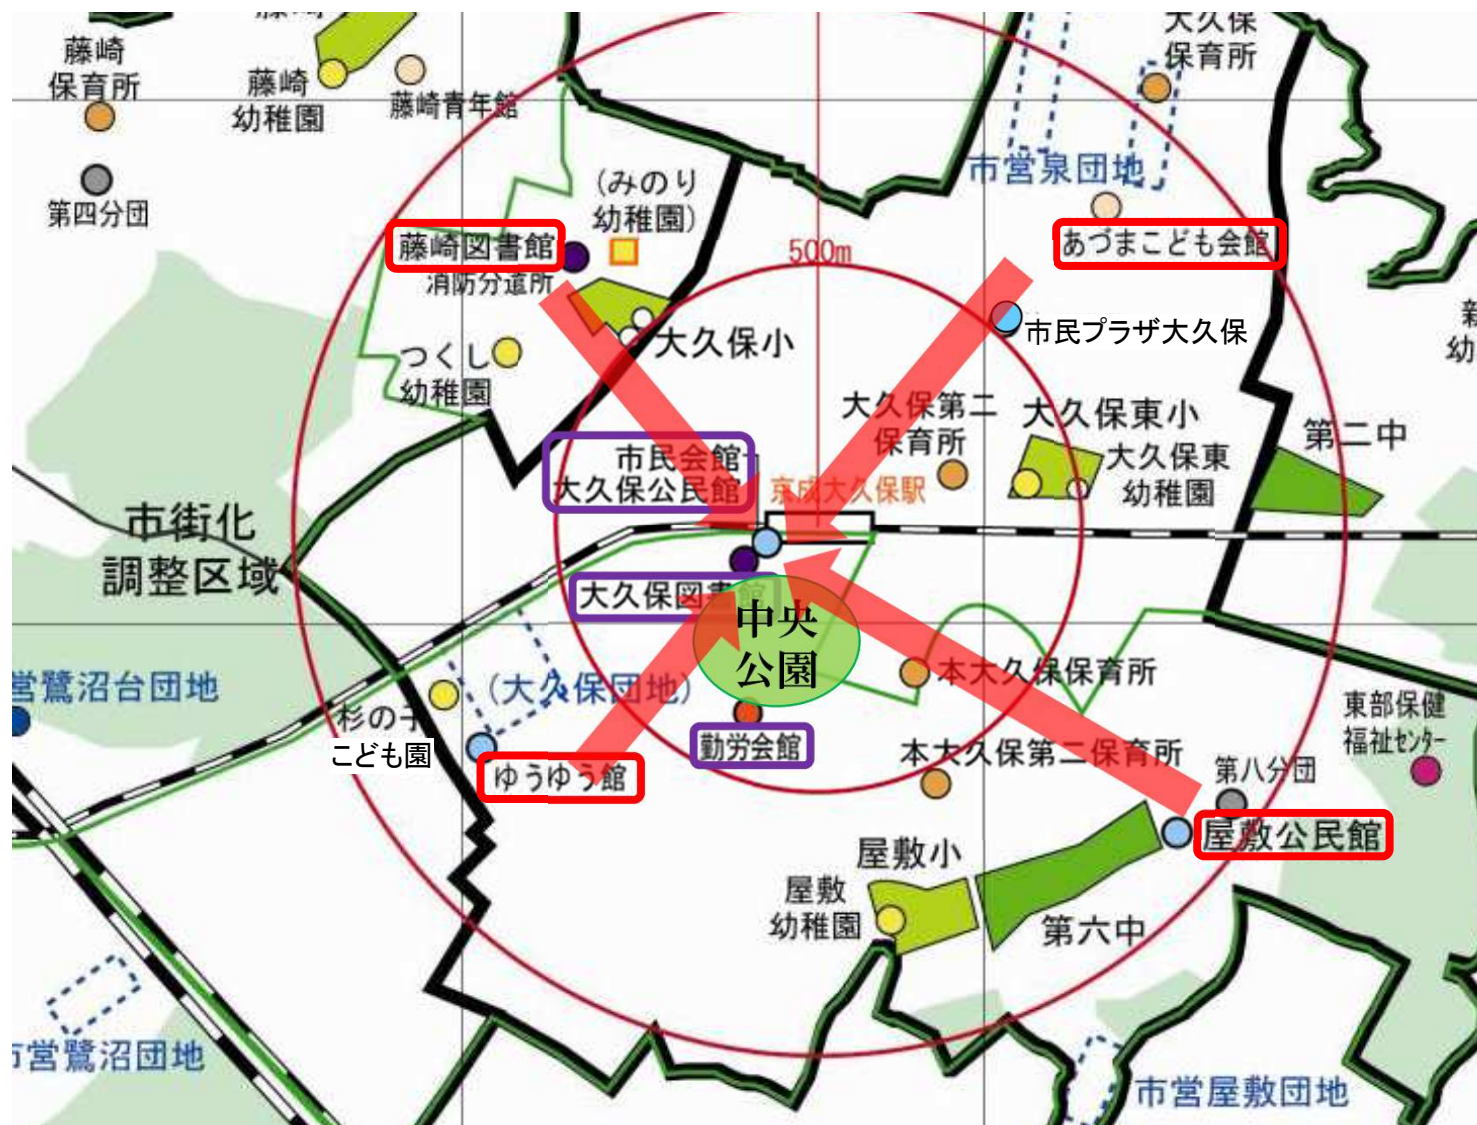 藤崎
保育所
藤崎
幼稚園
藤崎青年館
大久保
保育所
第四分団
市営泉団地
(みのり
幼稚園)
藤崎図書館
消防分遣所
500m
あづまこども会館
市民プラザ大久保
大久保小
つくし
幼稚園
大久保第二
保育所
大久保東小
大久保東
幼稚園
第二中
市民会館
大久保公民館
京成大久保駅
市街化
調整区域
大久保図書館
中央
公園
営鷺沼台団地
(大久保団地)
本大久保保育所
杉の子
こども園
東部保健
福祉センター
勤労会館
本大久保第二保育所
第八分団
ゆうゆう館
屋敷公民館
屋敷小
屋敷
幼稚園
第六中
市営鷺沼団地
市営屋敷団地